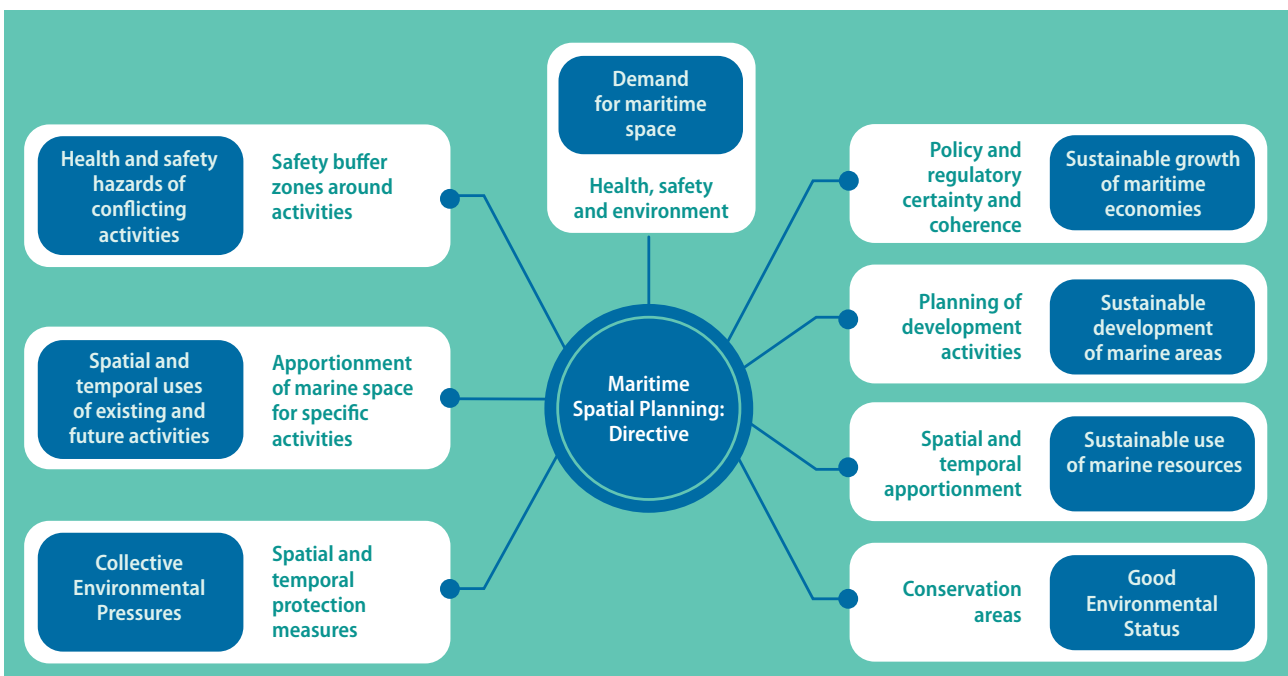 Demand
for maritime
space
Health, safety
and environment
Health and safety
hazards of
conflicting
activities
Safety buffer
zones around
activities
Spatial and
temporal uses
of existing and
future activities
Apportionment
of marine space
for specific
activities
Collective
Environmental
Pressures
Spatial and
temporal
protection
measures
Maritime
Spatial Planning:
Directive
Policy and
regulatory
certainty and
coherence
Sustainable growth
of maritime
economies
Planning of
development
activities
Sustainable
development
of marine areas
Spatial and
temporal
apportionment
Sustainable use
of marine resources
Conservation
areas
Good
Environmental
Status